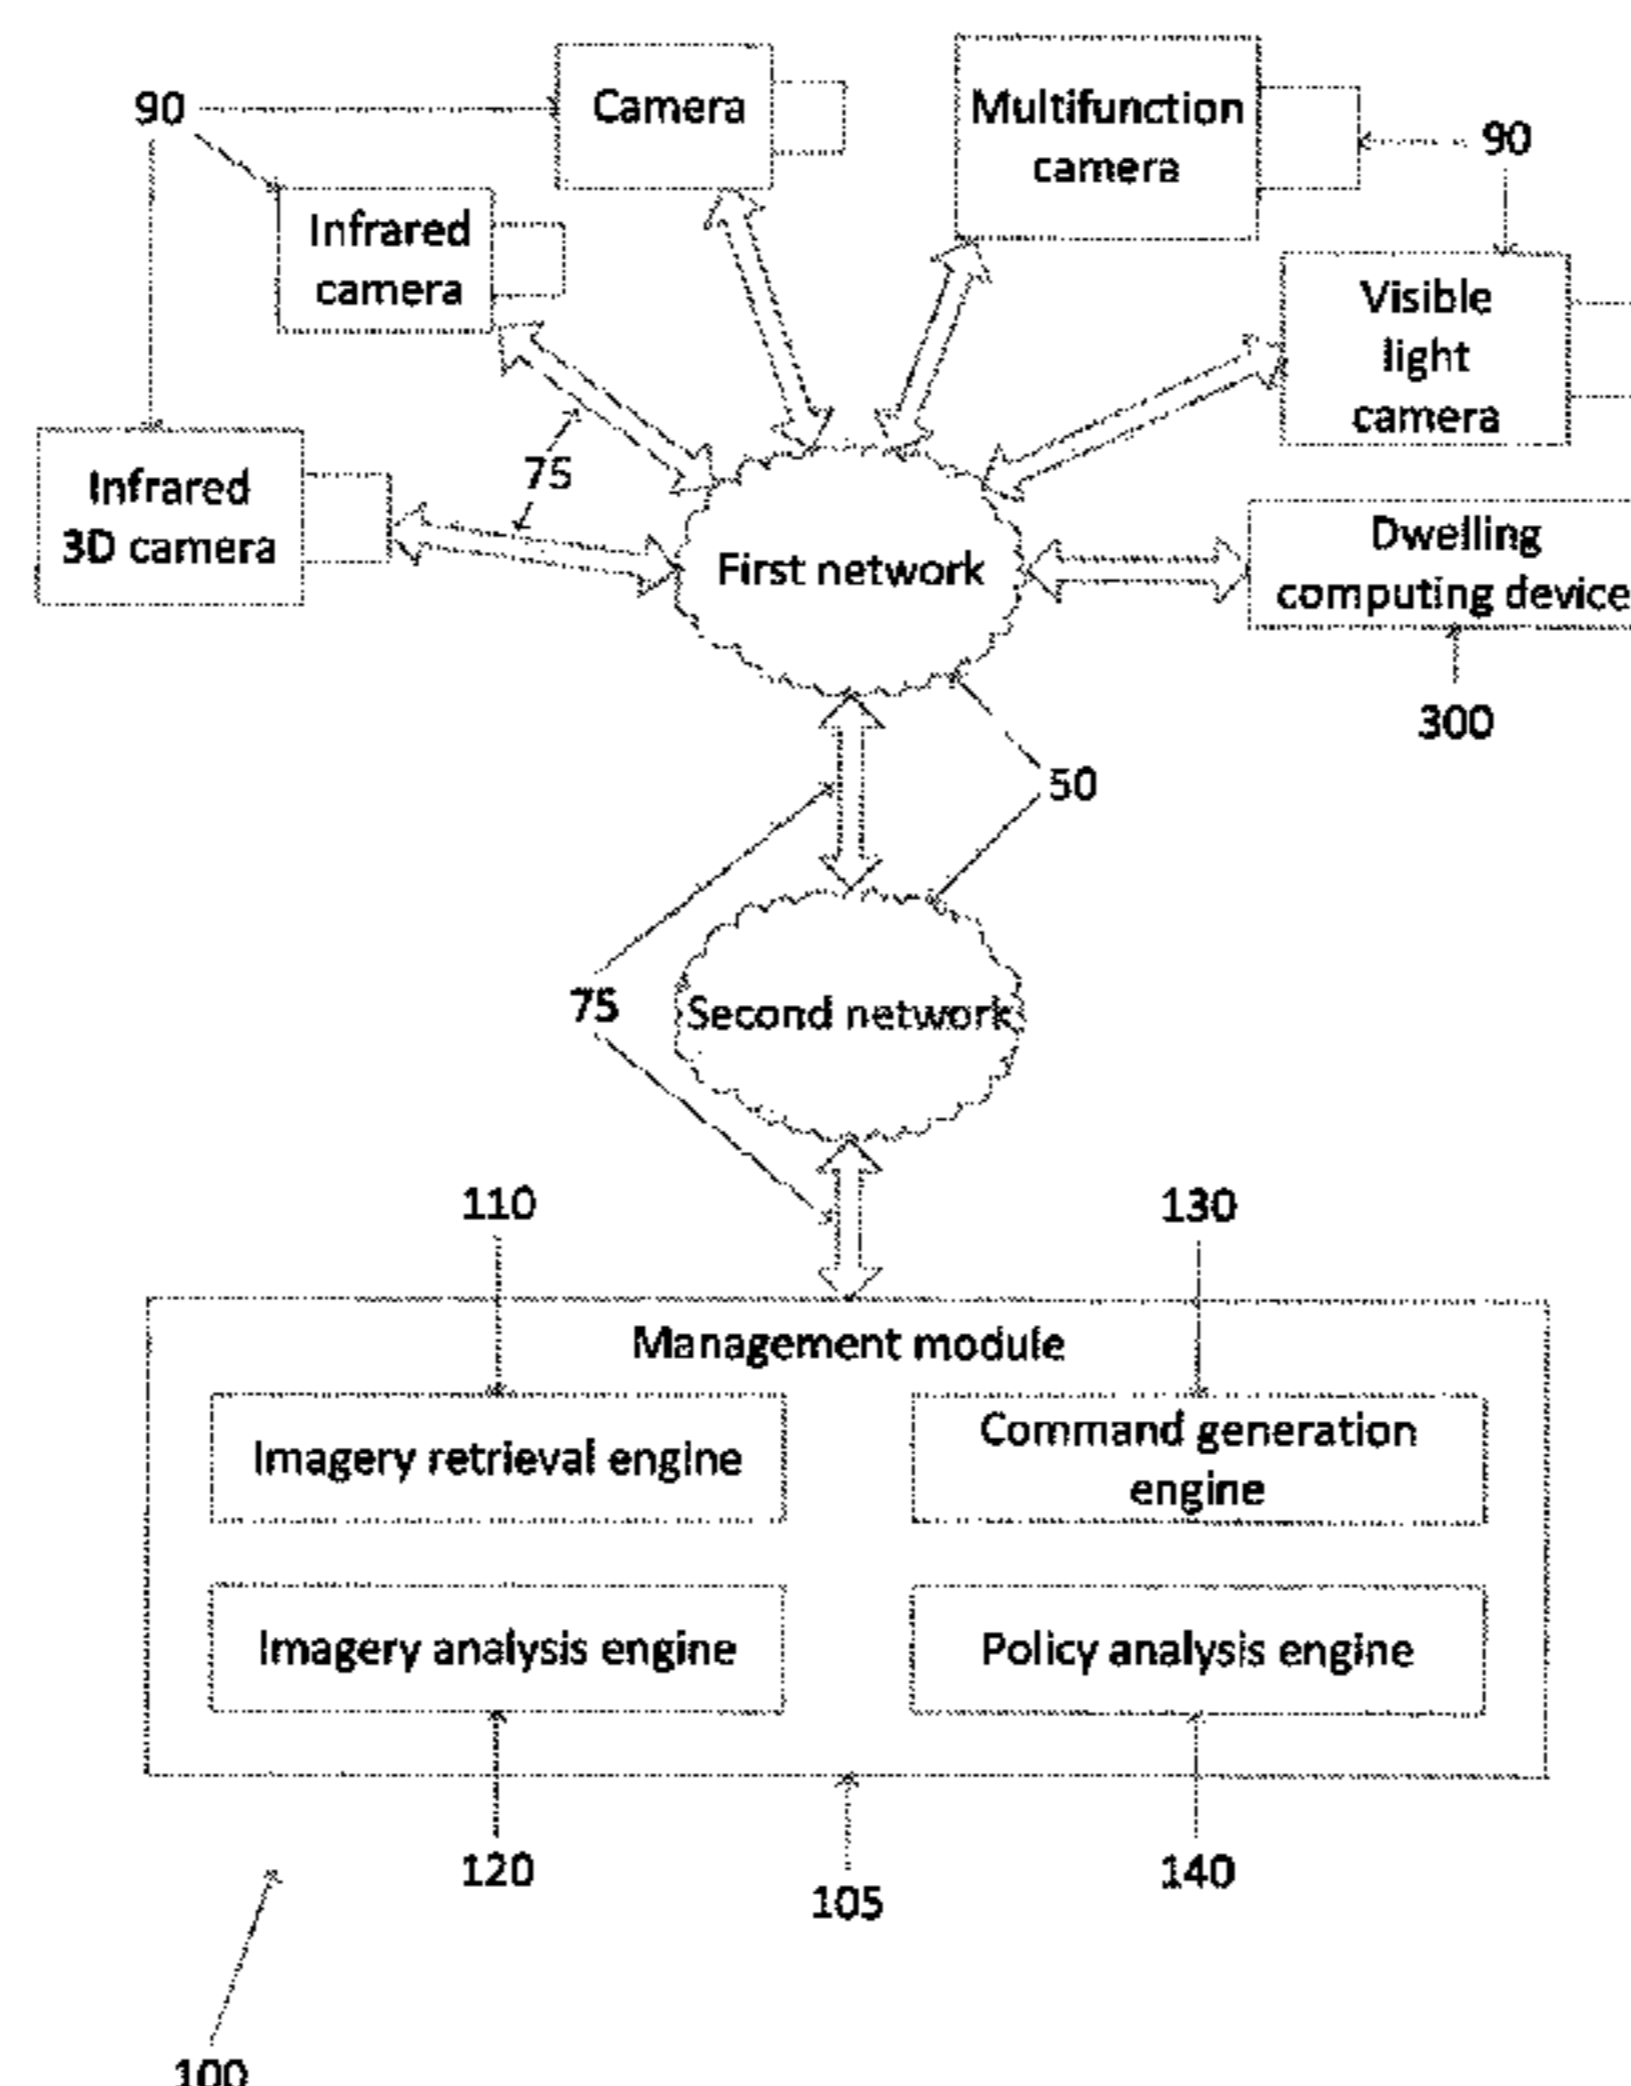 90
Camera
Multifunction
camera
90
Infrared
camera
Visible
light
camera
75
Infrared
3D camera
First network
Dwelling
computing device
300
50
75
Second network
110
130
Management module
Imagery retrieval engine
Command generation
engine
Imagery analysis engine
Policy analysis engine
120
105
140
100